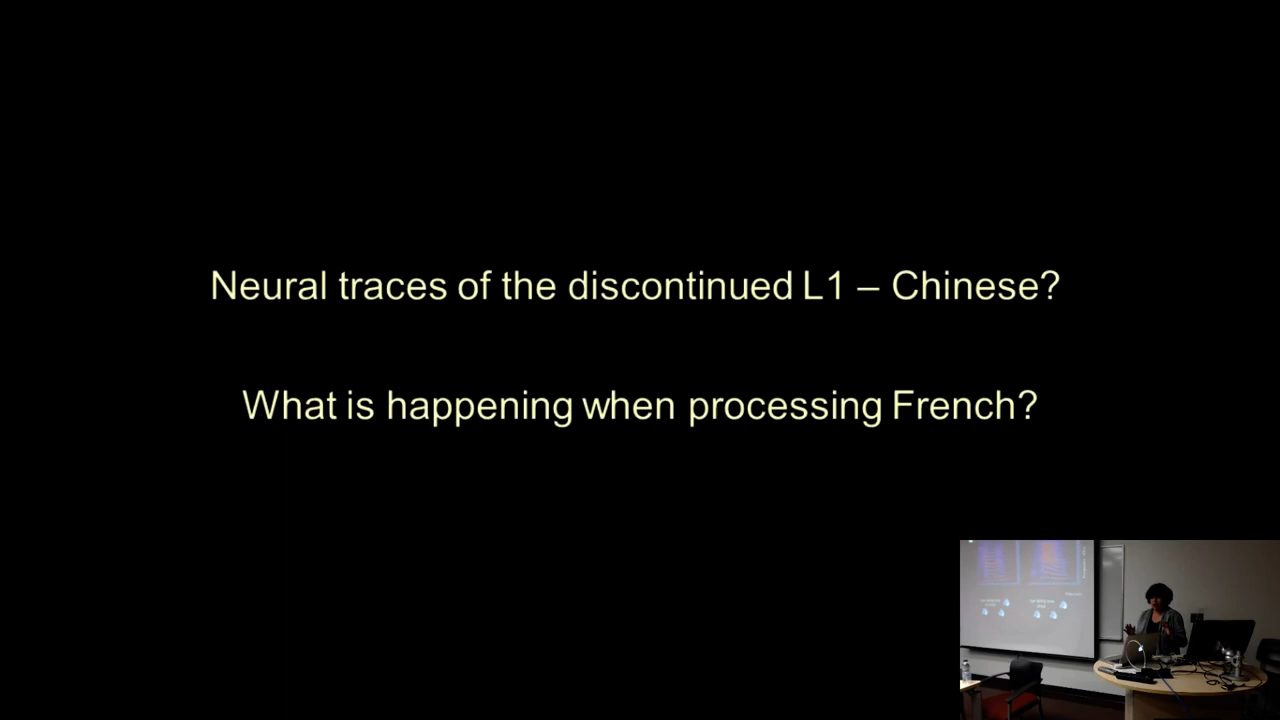 Neural traces of the discontinued L1 – Chinese?
What is happening when processing French?